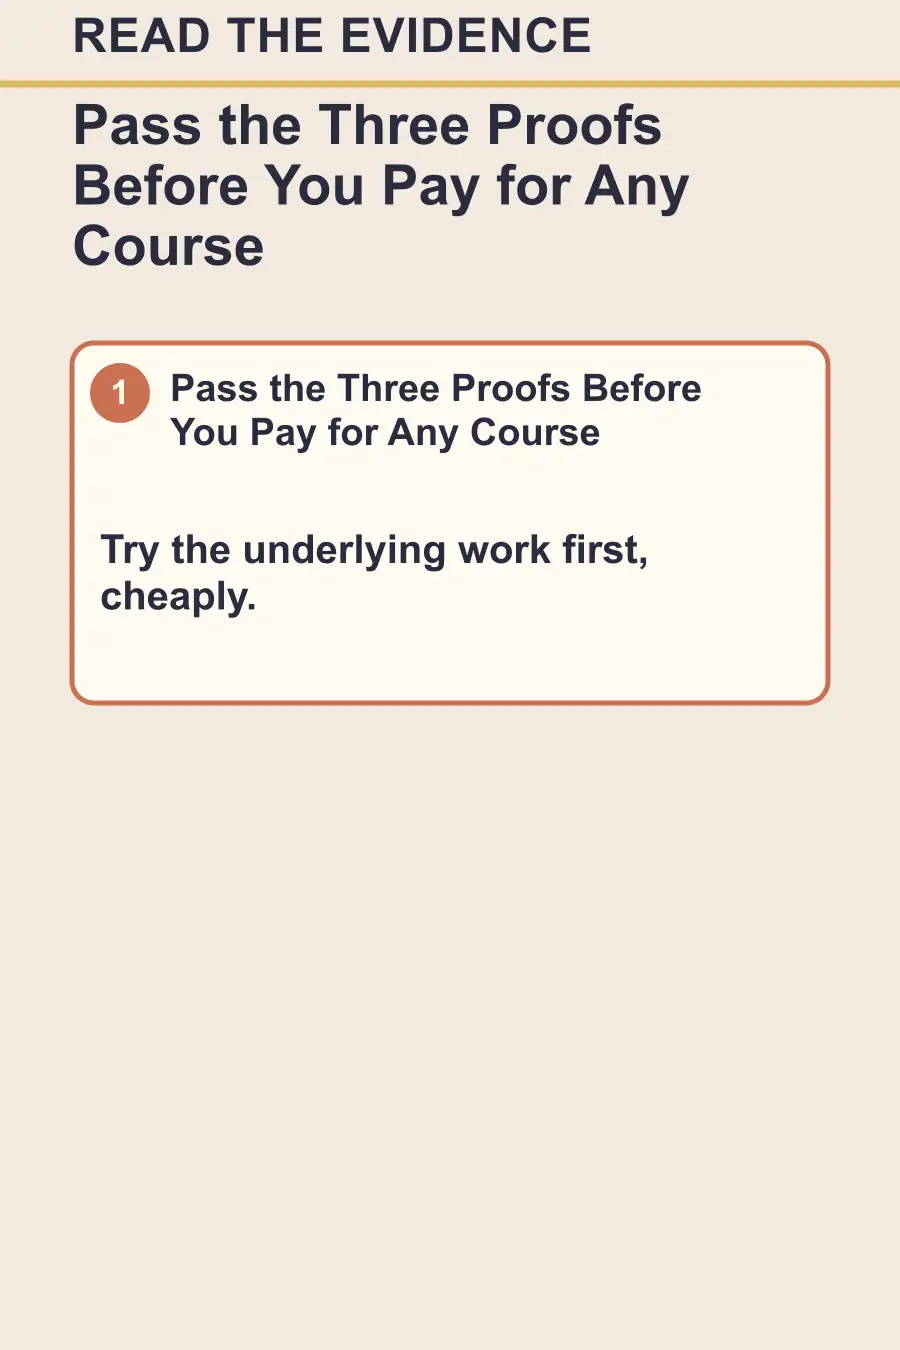 READ THE EVIDENCE
Pass the Three Proofs
Before You Pay for Any
Course
1
Pass the Three Proofs Before
You Pay for Any Course
Try the underlying work first,
cheaply.